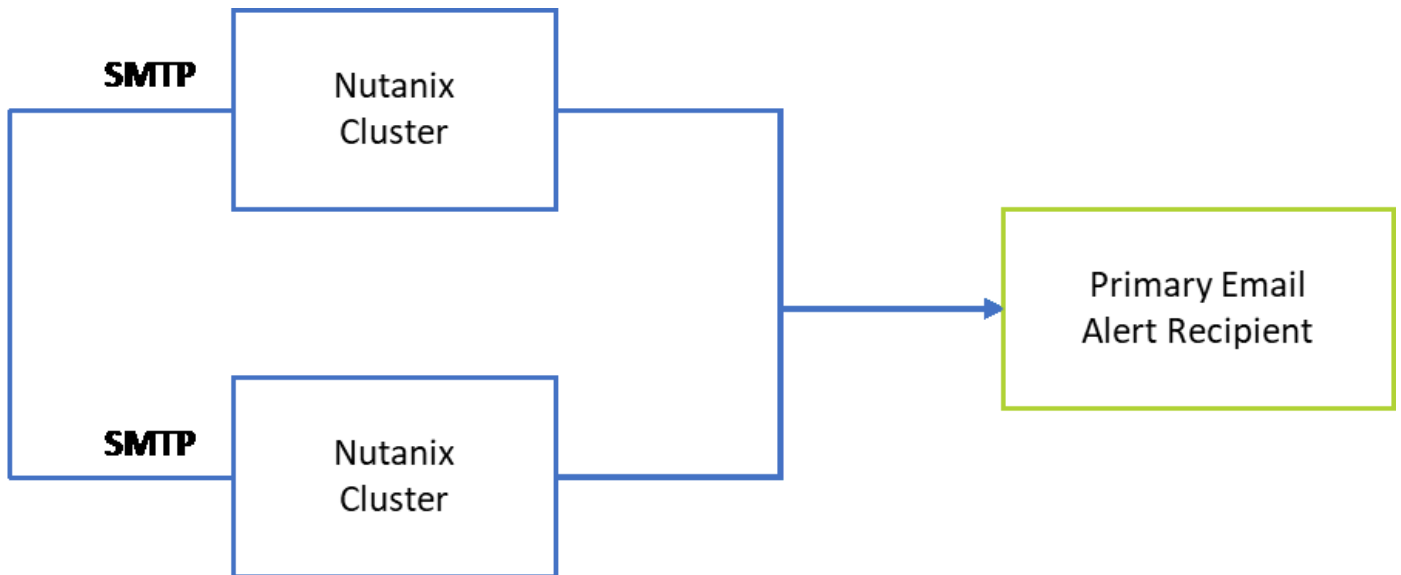 SMTP
Nutanix
Cluster
Primary Email
Alert Recipient
SMTP
Nutanix
Cluster